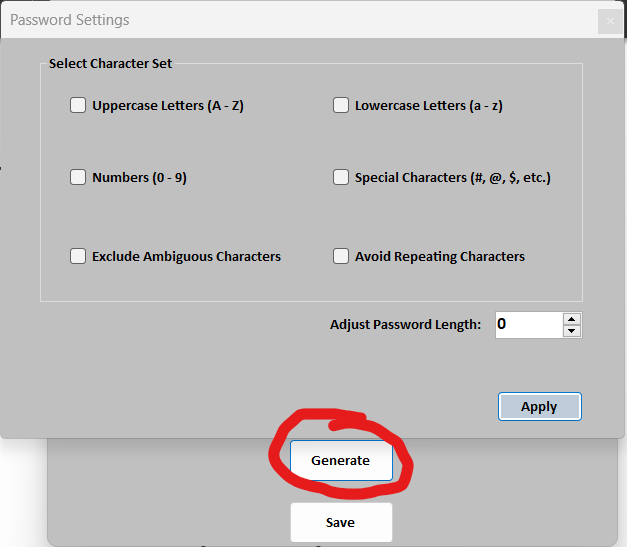 Password Settings
Select Character Set
Uppercase Letters (A - Z)
Lowercase Letters (a - z)
Numbers (0 - 9)
Special Characters (#, @, $, etc.)
Exclude Ambiguous Characters
Avoid Repeating Characters
Adjust Password Length: 0
Apply
Generate
Save